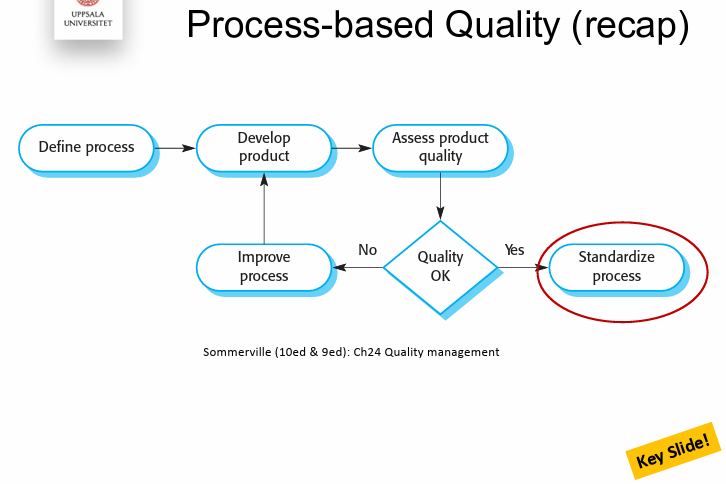 UPPSALA
UNIVERSITET
Process-based Quality (recap)
Define process
Develop
product
Assess product
quality
Improve
process
No
Quality
OK
Yes
Standardize
process
Sommerville (10ed & 9ed): Ch24 Quality management
Key Slide!